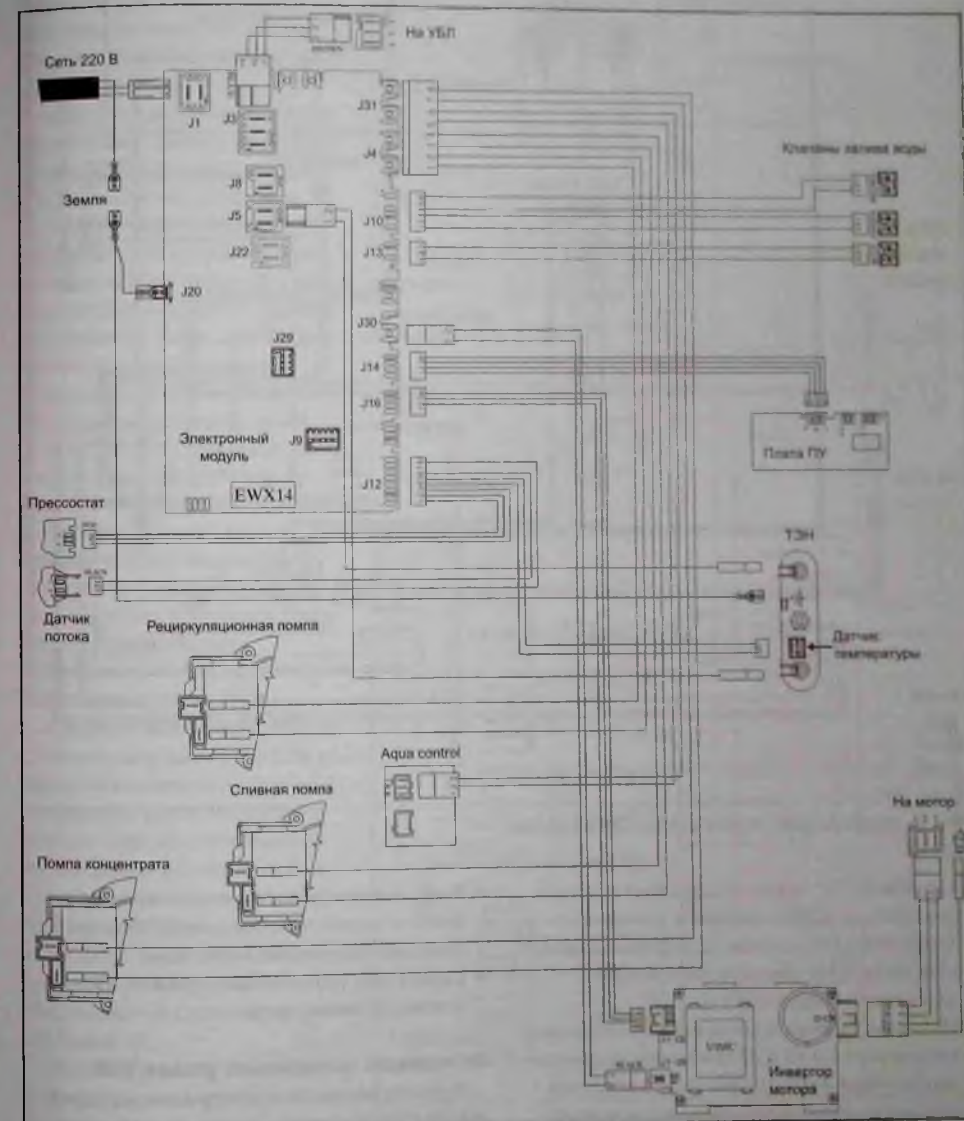 На УБЛ
Сеть 220 В
J1
J3
J31
J4
Клапаны залива воды
J8
Земля
J5
J10
J22
J13
J20
J30
J29
J14
J16
Электронный
модуль
J9
Плата ПУ
J12
EWX14
Прессостат
ТЭН
Датчик
потока
Рециркуляционная помпа
Датчик
температуры
Aqua control
Сливная помпа
На мотор
Помпа концентрата
Инвертор
мотора